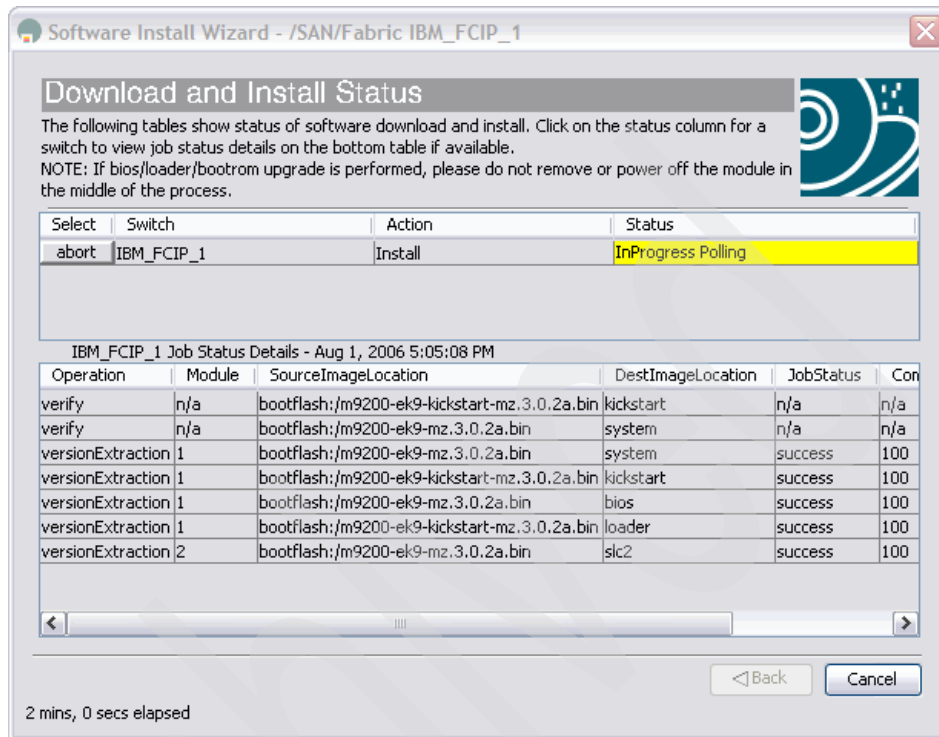 Software Install Wizard - /SAN/Fabric IBM_FCIP_1
Download and Install Status
The following tables show status of software download and install. Click on the status column for a
switch to view job status details on the bottom table if available.
NOTE: If bios/loader/bootrom upgrade is performed, please do not remove or power off the module in
the middle of the process.
Select Switch Action Status
abort IBM_FCIP_1 Install InProgress Polling
IBM_FCIP_1 Job Status Details - Aug 1, 2006 5:05:08 PM
Operation Module SourceImageLocation DestImageLocation JobStatus Con
verify n/a bootflash:/m9200-ek9-kickstart-mz.3.0.2a.bin kickstart n/a n/a
verify n/a bootflash:/m9200-ek9-mz.3.0.2a.bin system n/a n/a
versionExtraction 1 bootflash:/m9200-ek9-mz.3.0.2a.bin system success 100
versionExtraction 1 bootflash:/m9200-ek9-kickstart-mz.3.0.2a.bin kickstart success 100
versionExtraction 1 bootflash:/m9200-ek9-mz.3.0.2a.bin bios success 100
versionExtraction 1 bootflash:/m9200-ek9-kickstart-mz.3.0.2a.bin loader success 100
versionExtraction 2 bootflash:/m9200-ek9-mz.3.0.2a.bin slc2 success 100
Back Cancel
2 mins, 0 secs elapsed